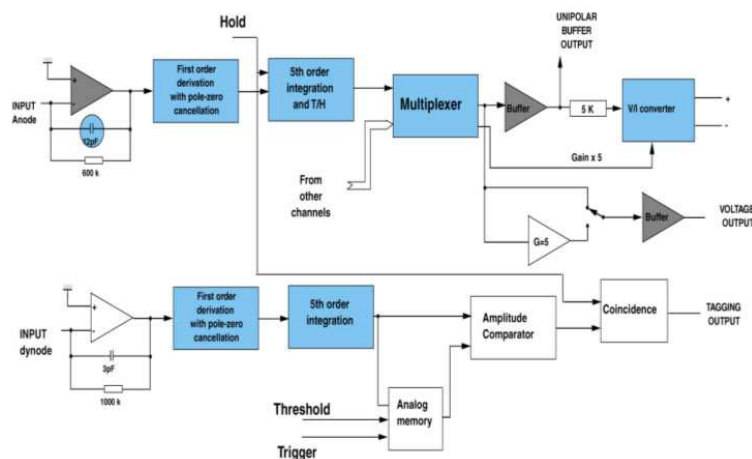 Hold
UNIPOLAR
BUFFER
OUTPUT
+
-
INPUT
Anode
12pF
600 k
First order
derivation
with pole-zero
cancellation
5th order
integration
and T/H
Multiplexer
Buffer
5 K
V/I converter
+
-
Gain x 5
From
other
channels
G=5
Buffer
VOLTAGE
OUTPUT
+
-
INPUT
dynode
3pF
1000 k
First order
derivation
with pole-zero
cancellation
5th order
integration
Amplitude
Comparator
Coincidence
TAGGING
OUTPUT
Threshold
Trigger
Analog
memory